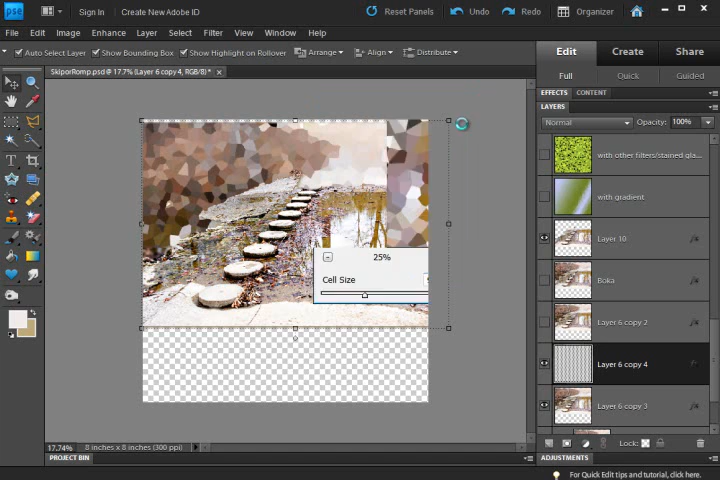 pse Sign In Create New Adobe ID Reset Panels Undo Redo Organizer
File Edit Image Enhance Layer Select Filter View Window Help
Auto Select Layer Show Bounding Box Show Highlight on Rollover Arrange Align Distribute
Edit Create Share
SkiporRomp.psd @ 17.7% (Layer 6 copy 4, RGB/8) * ×
Full Quick Guided
EFFECTS CONTENT
LAYERS
Normal Opacity: 100%
with other filters/stained gla...
with gradient
Layer 10
25%
Cell Size
Boka
Layer 6 copy 2
Layer 6 copy 4
Layer 6 copy 3
17.74% 8 inches x 8 inches (300 ppi)
Lock:
PROJECT BIN
ADJUSTMENTS
For Quick Edit tips and tutorial, click here.